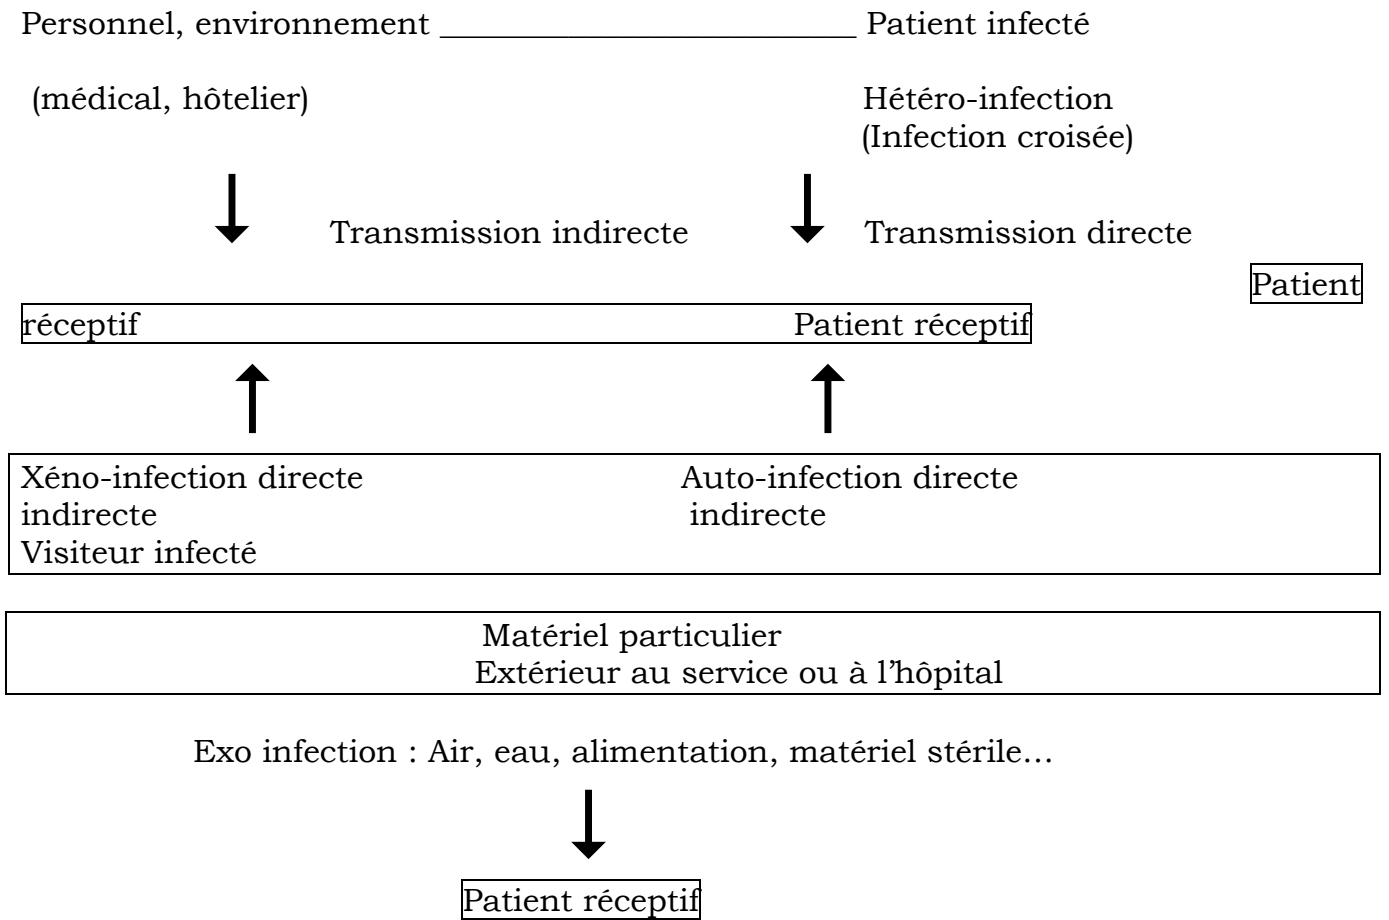 Personnel, environnement __________________________ Patient infecté
(médical, hôtelier) Hétéro-infection
(Infection croisée)
Transmission indirecte Transmission directe
Patient
réceptif Patient réceptif
Xéno-infection directe Auto-infection directe
indirecte indirecte
Visiteur infecté
Matériel particulier
Extérieur au service ou à l’hôpital
Exo infection : Air, eau, alimentation, matériel stérile…
Patient réceptif